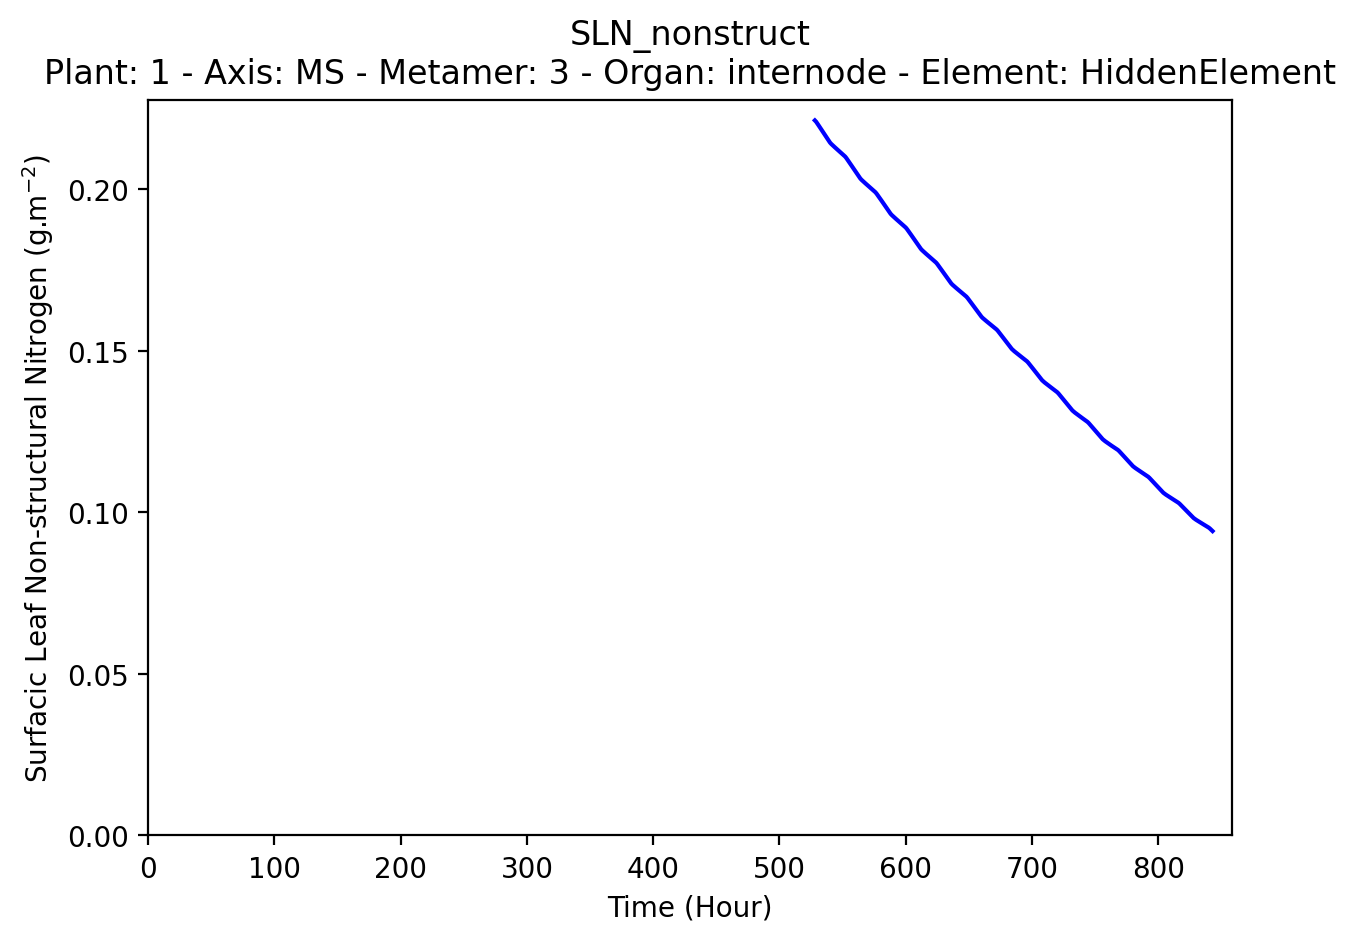 SLN_nonstruct
Plant: 1 - Axis: MS - Metamer: 3 - Organ: internode - Element: HiddenElement
Surfacic Leaf Non-structural Nitrogen (g.m⁻²)
0.20
0.15
0.10
0.05
0.00
0 100 200 300 400 500 600 700 800
Time (Hour)